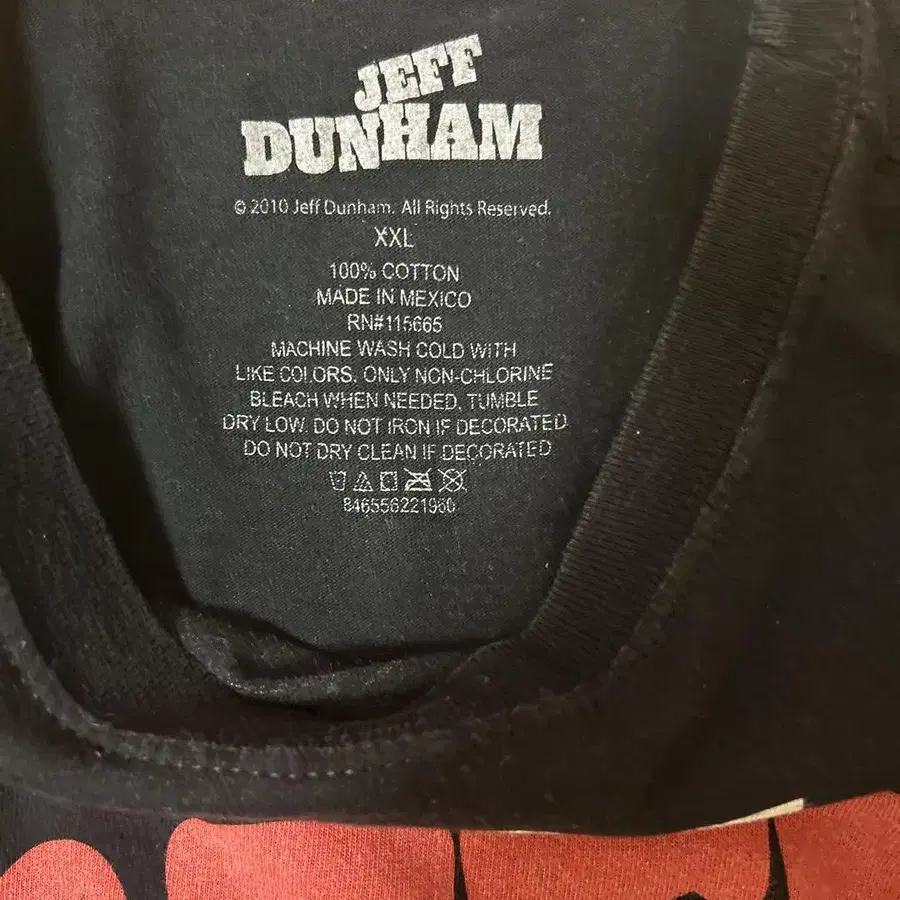 JEFF
DUNHAM
© 2010 Jeff Dunham. All Rights Reserved.
XXL
100% COTTON
MADE IN MEXICO
RN#115665
MACHINE WASH COLD WITH
LIKE COLORS. ONLY NON-CHLORINE
BLEACH WHEN NEEDED. TUMBLE
DRY LOW. DO NOT IRON IF DECORATED
DO NOT DRY CLEAN IF DECORATED
846556221960